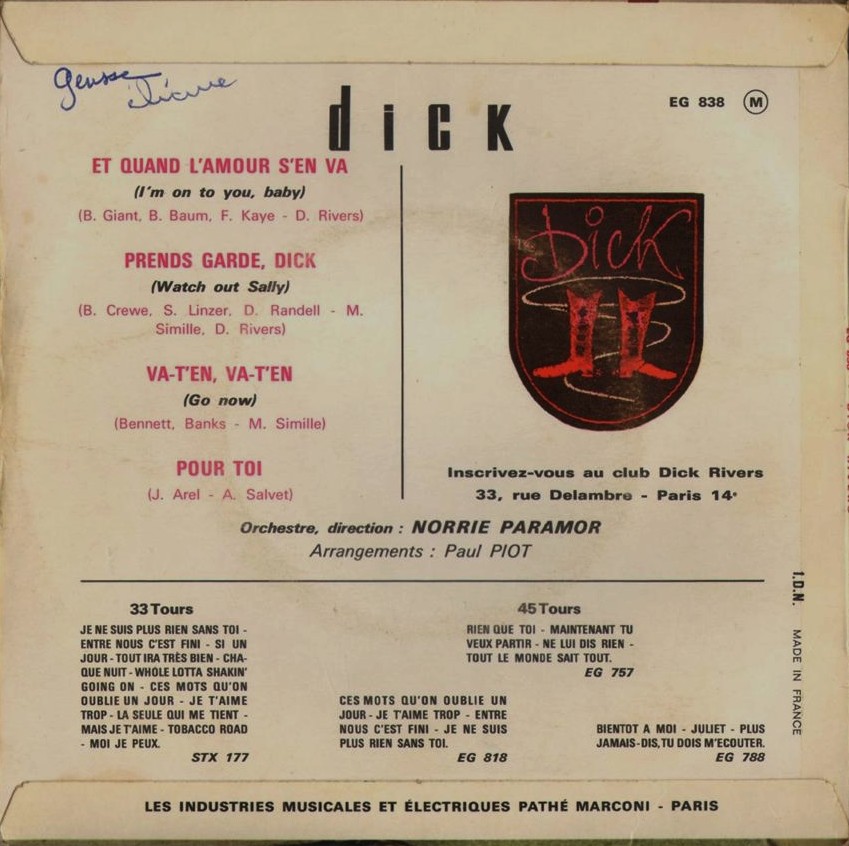 dick
EG 838 M
ET QUAND L'AMOUR S'EN VA
(I'm on to you, baby)
(B. Giant, B. Baum, F. Kaye - D. Rivers)
PRENDS GARDE, DICK
(Watch out Sally)
(B. Crewe, S. Linzer, D. Randell - M.
Simille, D. Rivers)
VA-T'EN, VA-T'EN
(Go now)
(Bennett, Banks - M. Simille)
POUR TOI
(J. Arel - A. Salvet)
Dick
Inscrivez-vous au club Dick Rivers
33, rue Delambre - Paris 14e
Orchestre, direction : NORRIE PARAMOR
Arrangements : Paul PIOT
33 Tours
JE NE SUIS PLUS RIEN SANS TOI -
ENTRE NOUS C'EST FINI - SI UN
JOUR - TOUT IRA TRÈS BIEN - CHA-
QUE NUIT - WHOLE LOTTA SHAKIN'
GOING ON - CES MOTS QU'ON
OUBLIE UN JOUR - JE T'AIME
TROP - LA SEULE QUI ME TIENT -
MAIS JE T'AIME - TOBACCO ROAD
- MOI JE PEUX.
STX 177
45 Tours
RIEN QUE TOI - MAINTENANT TU
VEUX PARTIR - NE LUI DIS RIEN -
TOUT LE MONDE SAIT TOUT.
EG 757
CES MOTS QU'ON OUBLIE UN
JOUR - JE T'AIME TROP - ENTRE
NOUS C'EST FINI - JE NE SUIS
PLUS RIEN SANS TOI.
EG 818
BIENTOT A MOI - JULIET - PLUS
JAMAIS - DIS, TU DOIS M'ECOUTER.
EG 788
I.D.N. MADE IN FRANCE
LES INDUSTRIES MUSICALES ET ÉLECTRIQUES PATHÉ MARCONI - PARIS